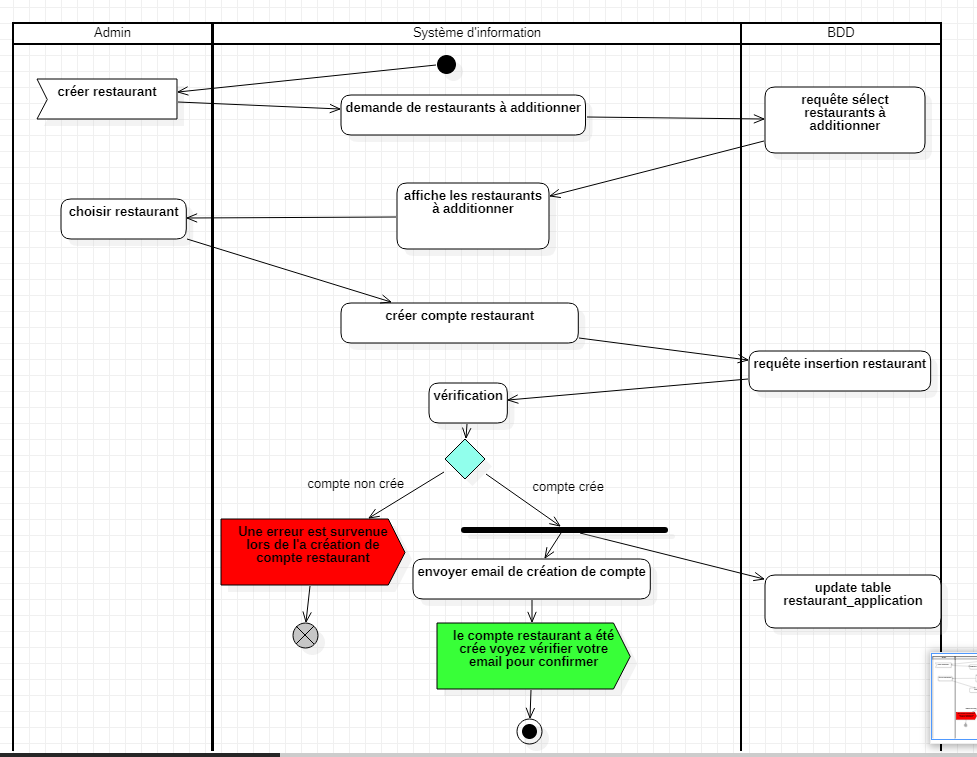 Admin
Système d'information
BDD
créer restaurant
demande de restaurants à additionner
requête sélect
restaurants à
additionner
affiche les restaurants
à additionner
choisir restaurant
créer compte restaurant
requête insertion restaurant
vérification
compte non crée
compte crée
Une erreur est survenue
lors de l'a création de
compte restaurant
envoyer email de création de compte
update table
restaurant_application
le compte restaurant a été
crée voyez vérifier votre
email pour confirmer